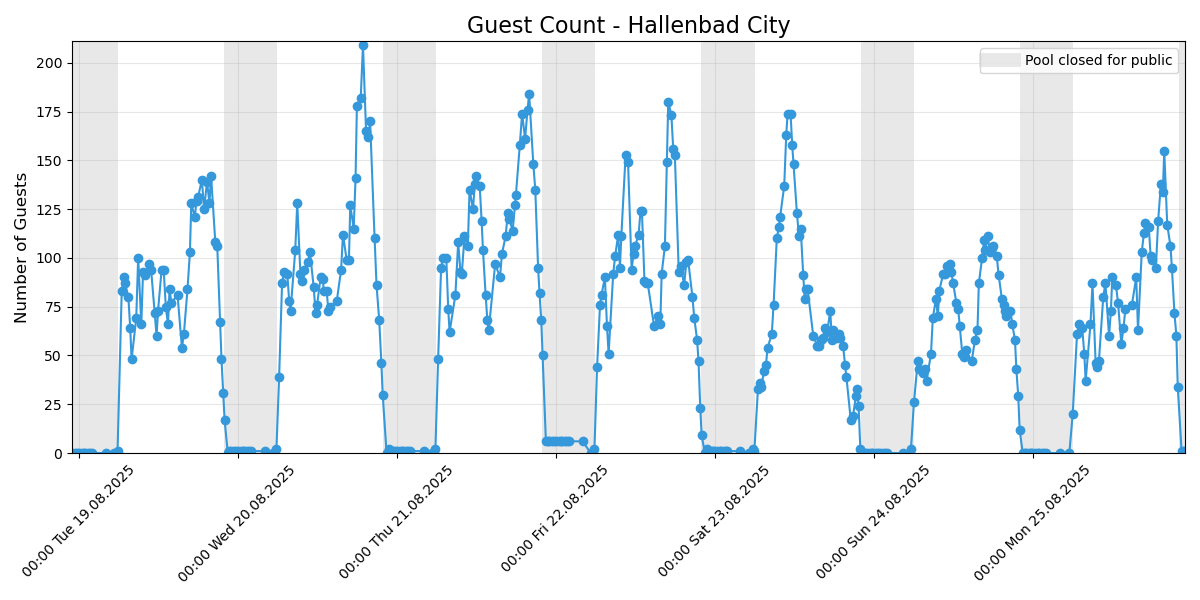 Guest Count - Hallenbad City
Pool closed for public
Number of Guests
200
175
150
125
100
75
50
25
0
00:00 Tue 19.08.2025
00:00 Wed 20.08.2025
00:00 Thu 21.08.2025
00:00 Fri 22.08.2025
00:00 Sat 23.08.2025
00:00 Sun 24.08.2025
00:00 Mon 25.08.2025